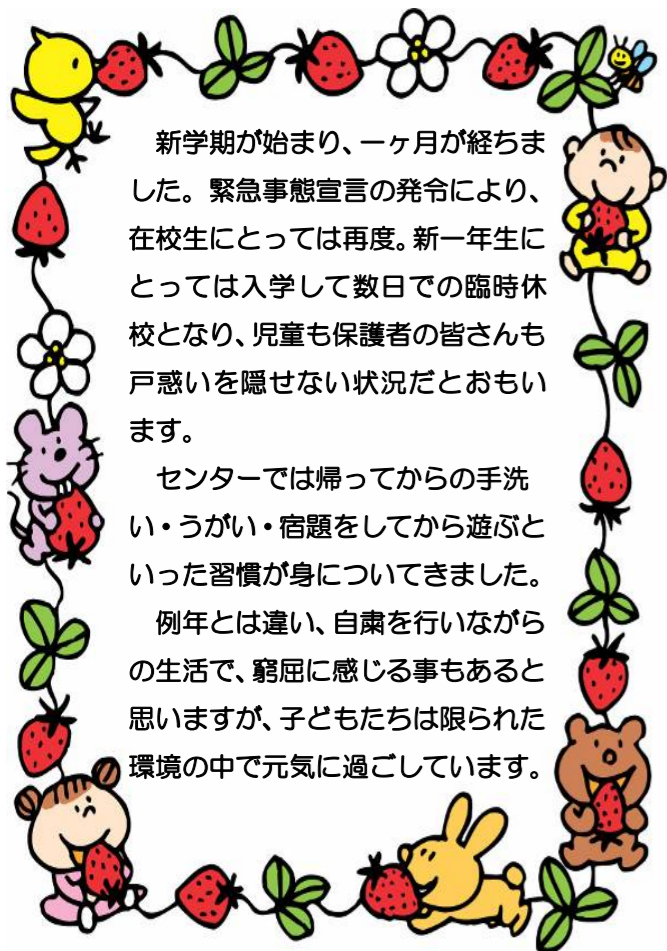 新学期が始まり、一ヶ月が経ちま
した。緊急事態宣言の発令により、
在校生にとっては再度。新一年生に
とっては入学して数日での臨時休
校となり、児童も保護者の皆さんも
戸惑いを隠せない状況だとおもい
ます。
センターでは帰ってからの手洗
い・うがい・宿題をしてから遊ぶと
いった習慣が身についてきました。
例年とは違い、自粛を行いながら
の生活で、窮屈に感じる事もあると
思いますが、子どもたちは限られた
環境の中で元気に過ごしています。